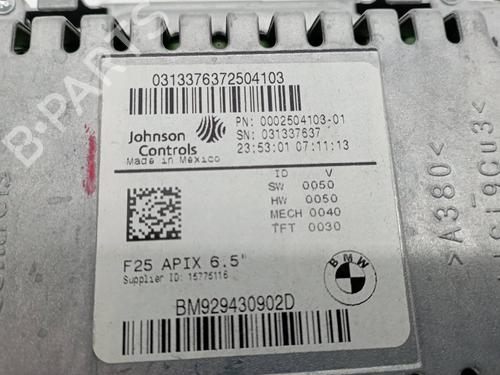 0313376372504103
Johnson
Controls
Made in Mexico
PN: 0002504103-01
SN: 031337637
23:53:01 07:11:13
ID V
SW 0050
HW 0050
MECH 0040
TFT 0030
F25 APIX 6.5"
Supplier ID: 15775116
BMW
BM929430902D
>A380<
B-PARTS